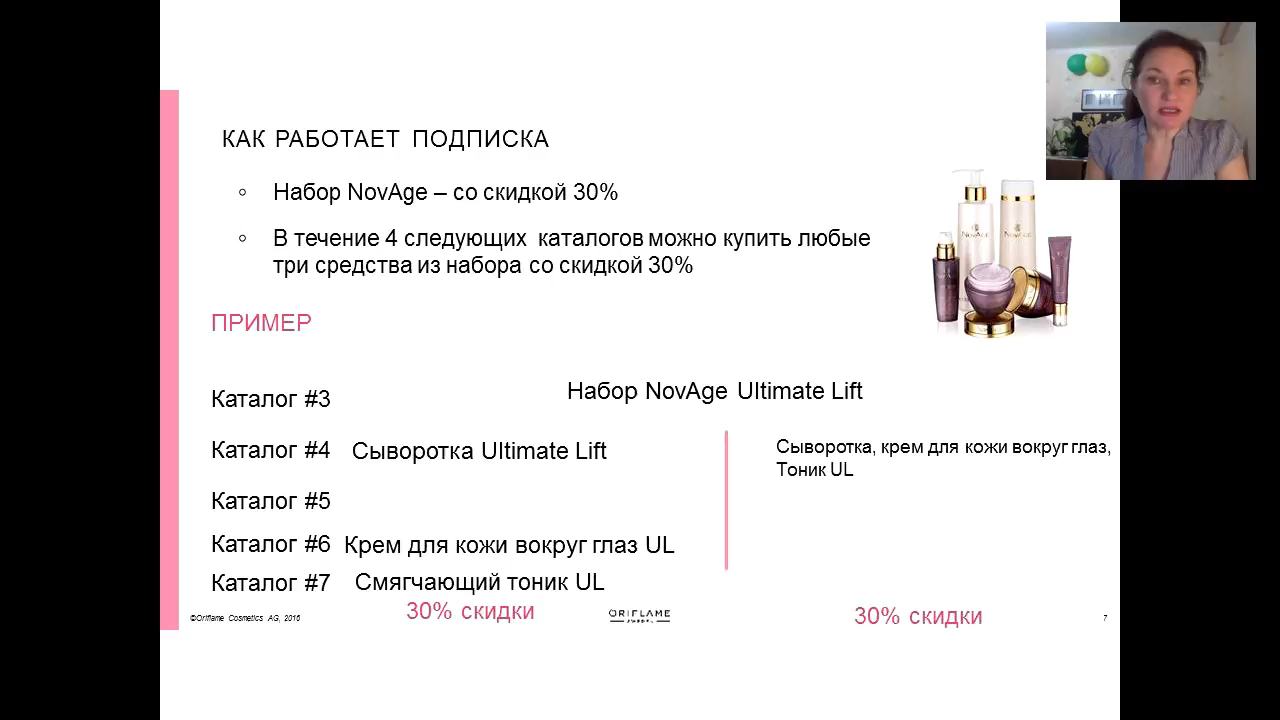 КАК РАБОТАЕТ ПОДПИСКА
Набор NovAge – со скидкой 30%
В течение 4 следующих каталогов можно купить любые
три средства из набора со скидкой 30%
ПРИМЕР
Каталог #3
Набор NovAge Ultimate Lift
Каталог #4 Сыворотка Ultimate Lift
Сыворотка, крем для кожи вокруг глаз,
Тоник UL
Каталог #5
Каталог #6 Крем для кожи вокруг глаз UL
Каталог #7 Смягчающий тоник UL
30% скидки
30% скидки
©Oriflame Cosmetics AG, 2016
ORIFLAME
7
NovAge
NovAge